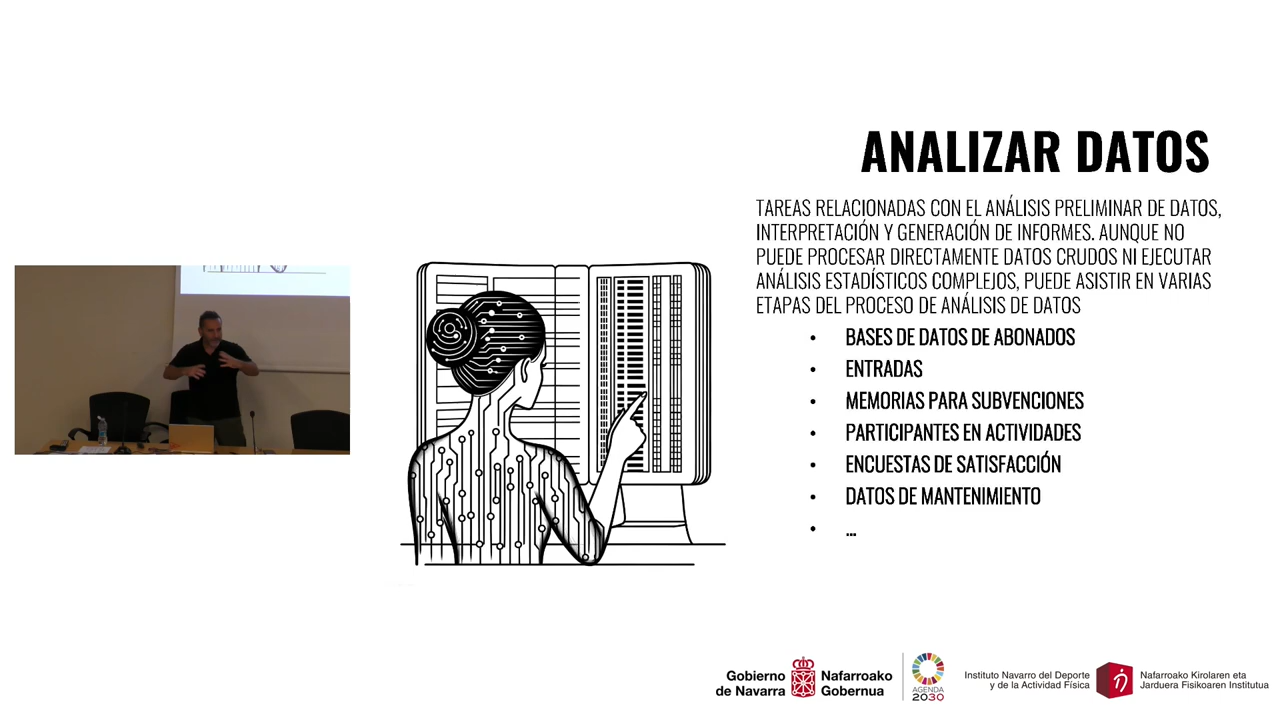 ANALIZAR DATOS
TAREAS RELACIONADAS CON EL ANÁLISIS PRELIMINAR DE DATOS,
INTERPRETACIÓN Y GENERACIÓN DE INFORMES. AUNQUE NO
PUEDE PROCESAR DIRECTAMENTE DATOS CRUDOS NI EJECUTAR
ANÁLISIS ESTADÍSTICOS COMPLEJOS, PUEDE ASISTIR EN VARIAS
ETAPAS DEL PROCESO DE ANÁLISIS DE DATOS
• BASES DE DATOS DE ABONADOS
• ENTRADAS
• MEMORIAS PARA SUBVENCIONES
• PARTICIPANTES EN ACTIVIDADES
• ENCUESTAS DE SATISFACCIÓN
• DATOS DE MANTENIMIENTO
• ...
Gobierno
de Navarra
Nafarroako
Gobernua
AGENDA
2030
Instituto Navarro del Deporte
y de la Actividad Física
Nafarroako Kirolaren eta
Jarduera Fisikoaren Institutua